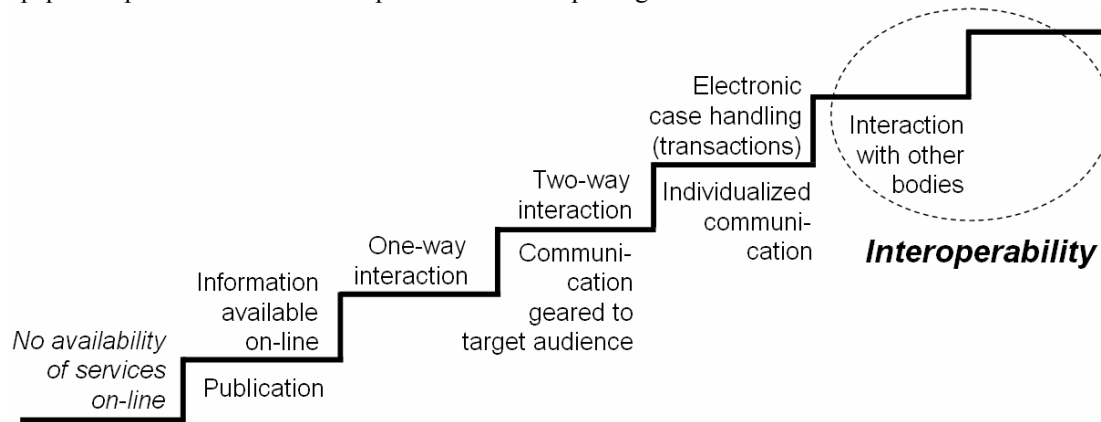 No availability
of services
on-line
Information
available
on-line
Publication
One-way
interaction
Two-way
interaction
Communi-
cation
geared to
target audience
Electronic
case handling
(transactions)
Individualized
communi-
cation
Interaction
with other
bodies
Interoperability